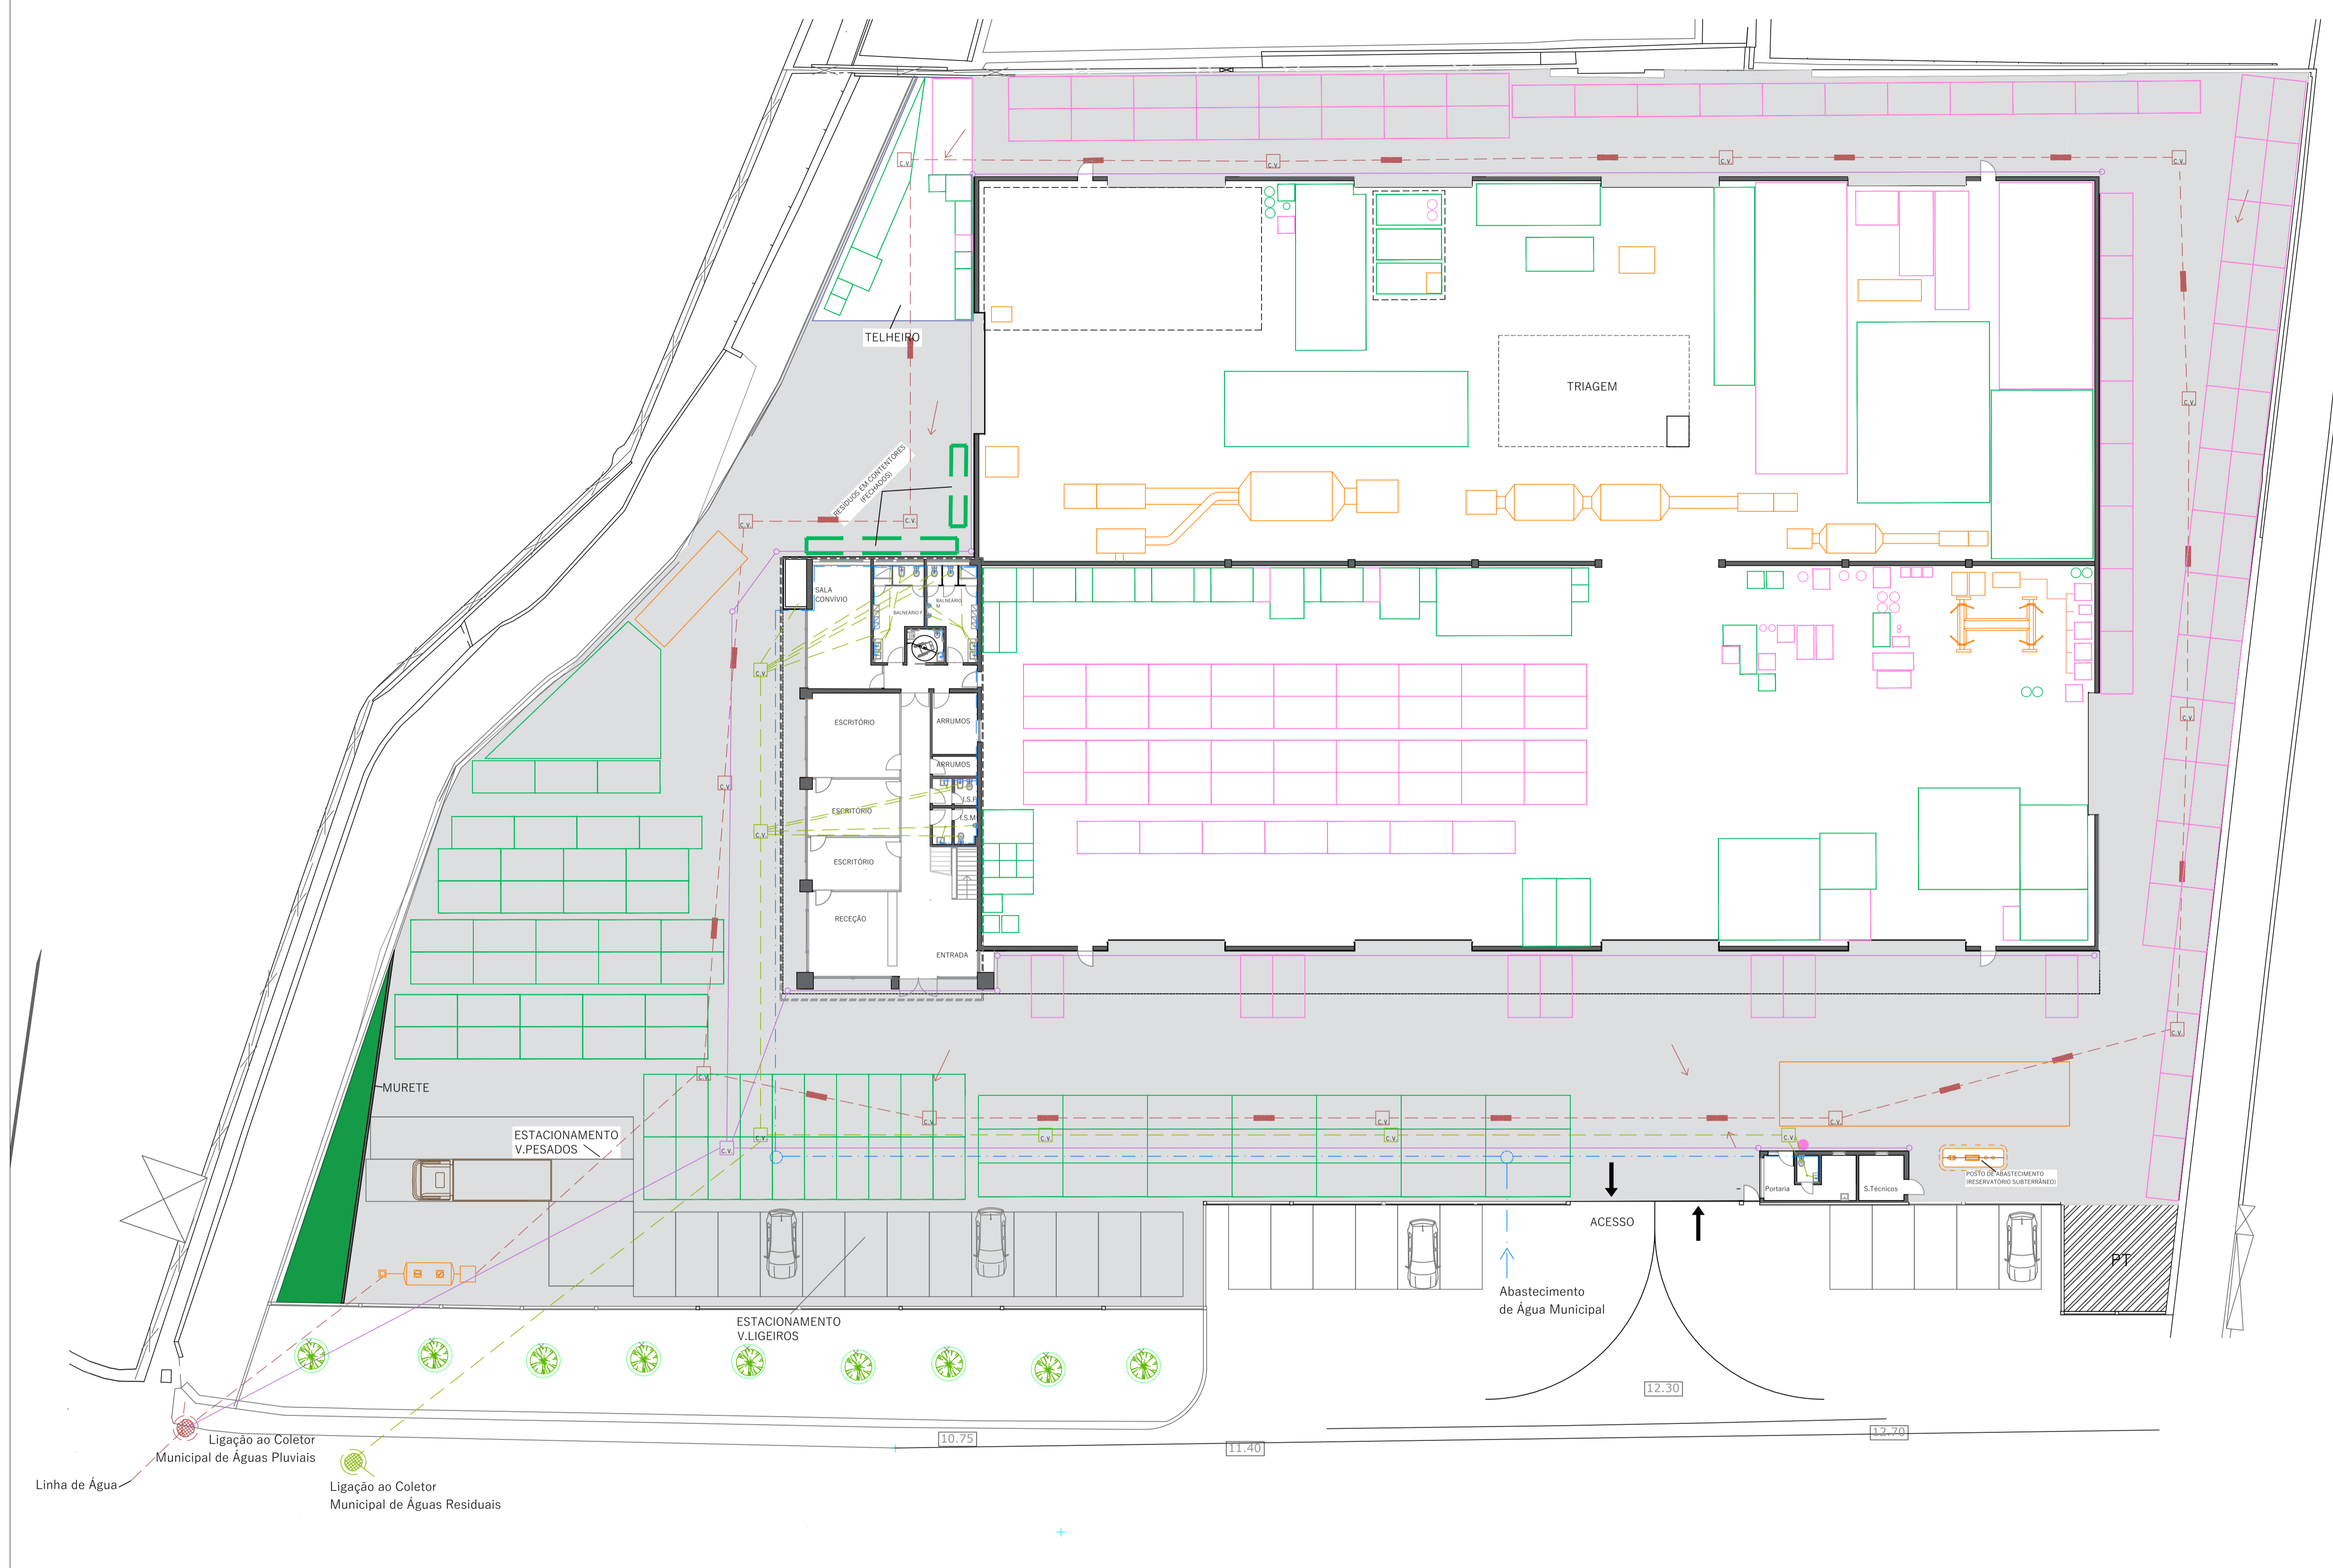 C.V.
C.V.
C.V.
C.V.
TELHEIRO
TRIAGEM
C.V.
RESÍDUOS EM CONTENTORES
(FECHADOS)
C.V.
C.V.
SALA
CONVÍVIO
BALNEÁRIO F
BALNEÁRIO
M
C.V.
C.V.
ESCRITÓRIO
ARRUMOS
ARRUMOS
C.V.
I.S.F
ESCRITÓRIO
I.S.M
C.V.
ESCRITÓRIO
RECEÇÃO
ENTRADA
C.V.
C.V.
MURETE
C.V.
C.V.
C.V.
ESTACIONAMENTO
V.PESADOS
C.V.
C.V.
C.V.
C.V.
C.V.
POSTO DE ABASTECIMENTO
(RESERVATÓRIO SUBTERRÂNEO)
Portaria
S.Técnicos
ACESSO
PT
Abastecimento
de Água Municipal
ESTACIONAMENTO
V.LIGEIROS
12.30
12.70
10.75
11.40
Ligação ao Coletor
Municipal de Águas Pluviais
Linha de Água
Ligação ao Coletor
Municipal de Águas Residuais